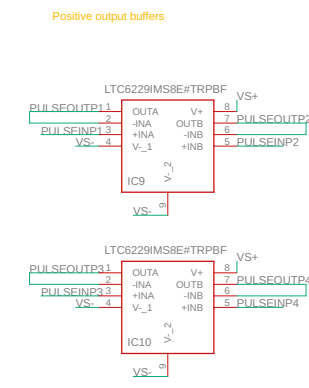 Positive output buffers
LTC6229IMS8E#TRPBF
VS+
PULSEOUTP1 1 OUTA V+ 8
2 -INA OUTB 7 PULSEOUTP2
PULSEINP1 3 +INA -INB 6
VS- 4 V-_1 +INB 5 PULSEINP2
V-_2
IC9
9
VS-
LTC6229IMS8E#TRPBF
VS+
PULSEOUTP3 1 OUTA V+ 8
2 -INA OUTB 7 PULSEOUTP4
PULSEINP3 3 +INA -INB 6
VS- 4 V-_1 +INB 5 PULSEINP4
V-_2
IC10
9
VS-